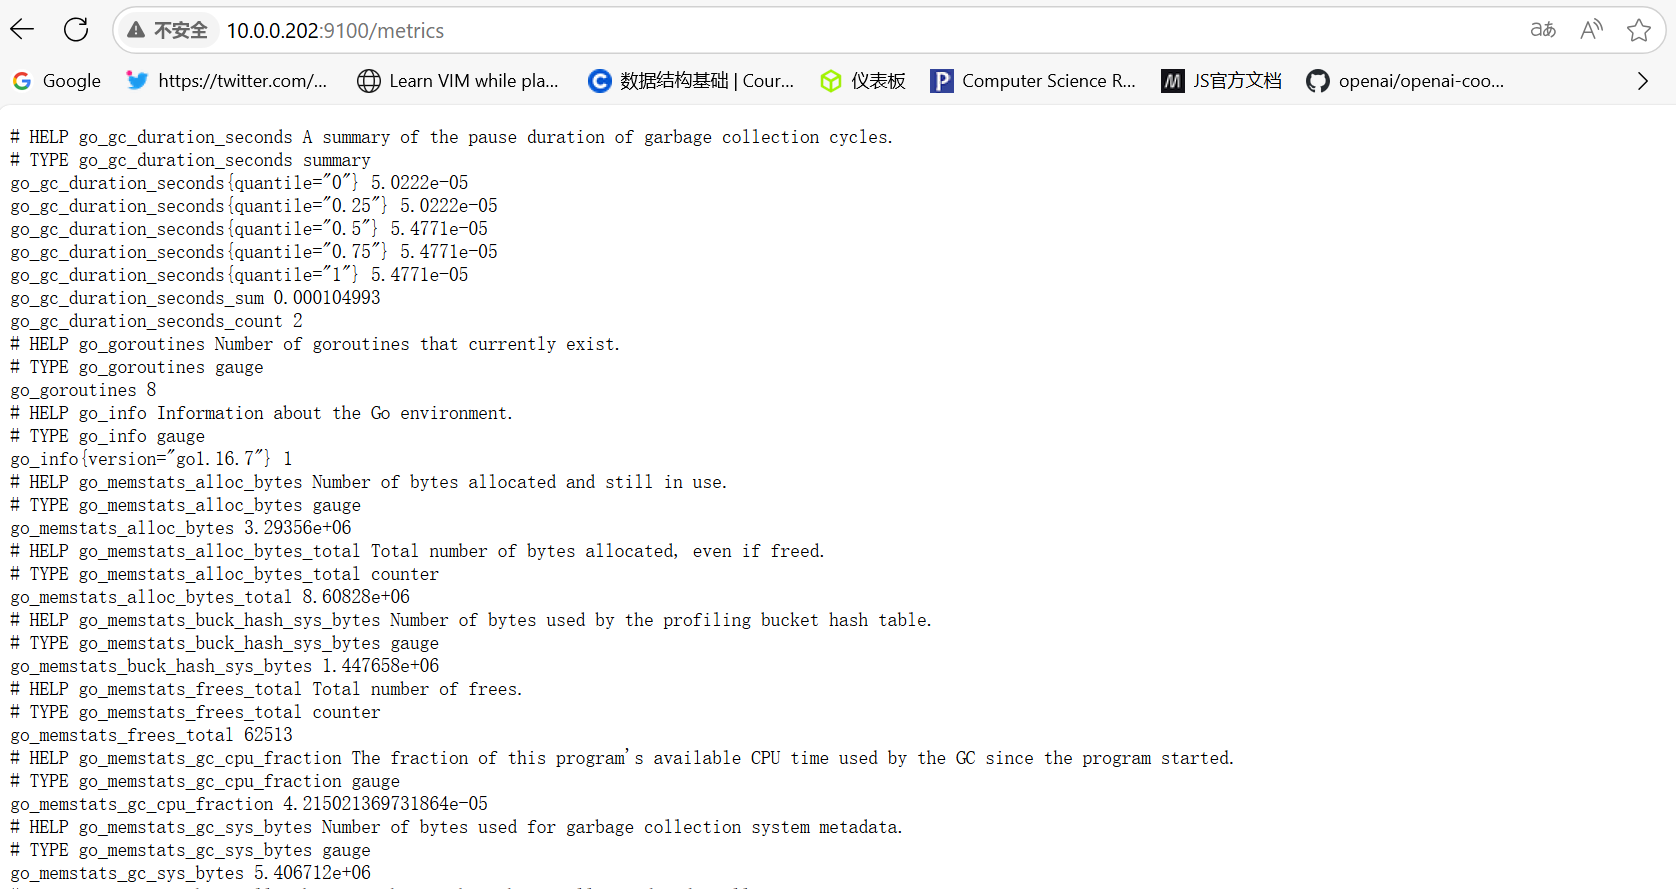 不安全 10.0.0.202:9100/metrics aあ A
Google https://twitter.com/... Learn VIM while pla... 数据结构基础 | Cour... 仪表板 Computer Science R... JS官方文档 openai/openai-coo...
# HELP go_gc_duration_seconds A summary of the pause duration of garbage collection cycles.
# TYPE go_gc_duration_seconds summary
go_gc_duration_seconds{quantile="0"} 5.0222e-05
go_gc_duration_seconds{quantile="0.25"} 5.0222e-05
go_gc_duration_seconds{quantile="0.5"} 5.4771e-05
go_gc_duration_seconds{quantile="0.75"} 5.4771e-05
go_gc_duration_seconds{quantile="1"} 5.4771e-05
go_gc_duration_seconds_sum 0.000104993
go_gc_duration_seconds_count 2
# HELP go_goroutines Number of goroutines that currently exist.
# TYPE go_goroutines gauge
go_goroutines 8
# HELP go_info Information about the Go environment.
# TYPE go_info gauge
go_info{version="go1.16.7"} 1
# HELP go_memstats_alloc_bytes Number of bytes allocated and still in use.
# TYPE go_memstats_alloc_bytes gauge
go_memstats_alloc_bytes 3.29356e+06
# HELP go_memstats_alloc_bytes_total Total number of bytes allocated, even if freed.
# TYPE go_memstats_alloc_bytes_total counter
go_memstats_alloc_bytes_total 8.60828e+06
# HELP go_memstats_buck_hash_sys_bytes Number of bytes used by the profiling bucket hash table.
# TYPE go_memstats_buck_hash_sys_bytes gauge
go_memstats_buck_hash_sys_bytes 1.447658e+06
# HELP go_memstats_frees_total Total number of frees.
# TYPE go_memstats_frees_total counter
go_memstats_frees_total 62513
# HELP go_memstats_gc_cpu_fraction The fraction of this program's available CPU time used by the GC since the program started.
# TYPE go_memstats_gc_cpu_fraction gauge
go_memstats_gc_cpu_fraction 4.215021369731864e-05
# HELP go_memstats_gc_sys_bytes Number of bytes used for garbage collection system metadata.
# TYPE go_memstats_gc_sys_bytes gauge
go_memstats_gc_sys_bytes 5.406712e+06